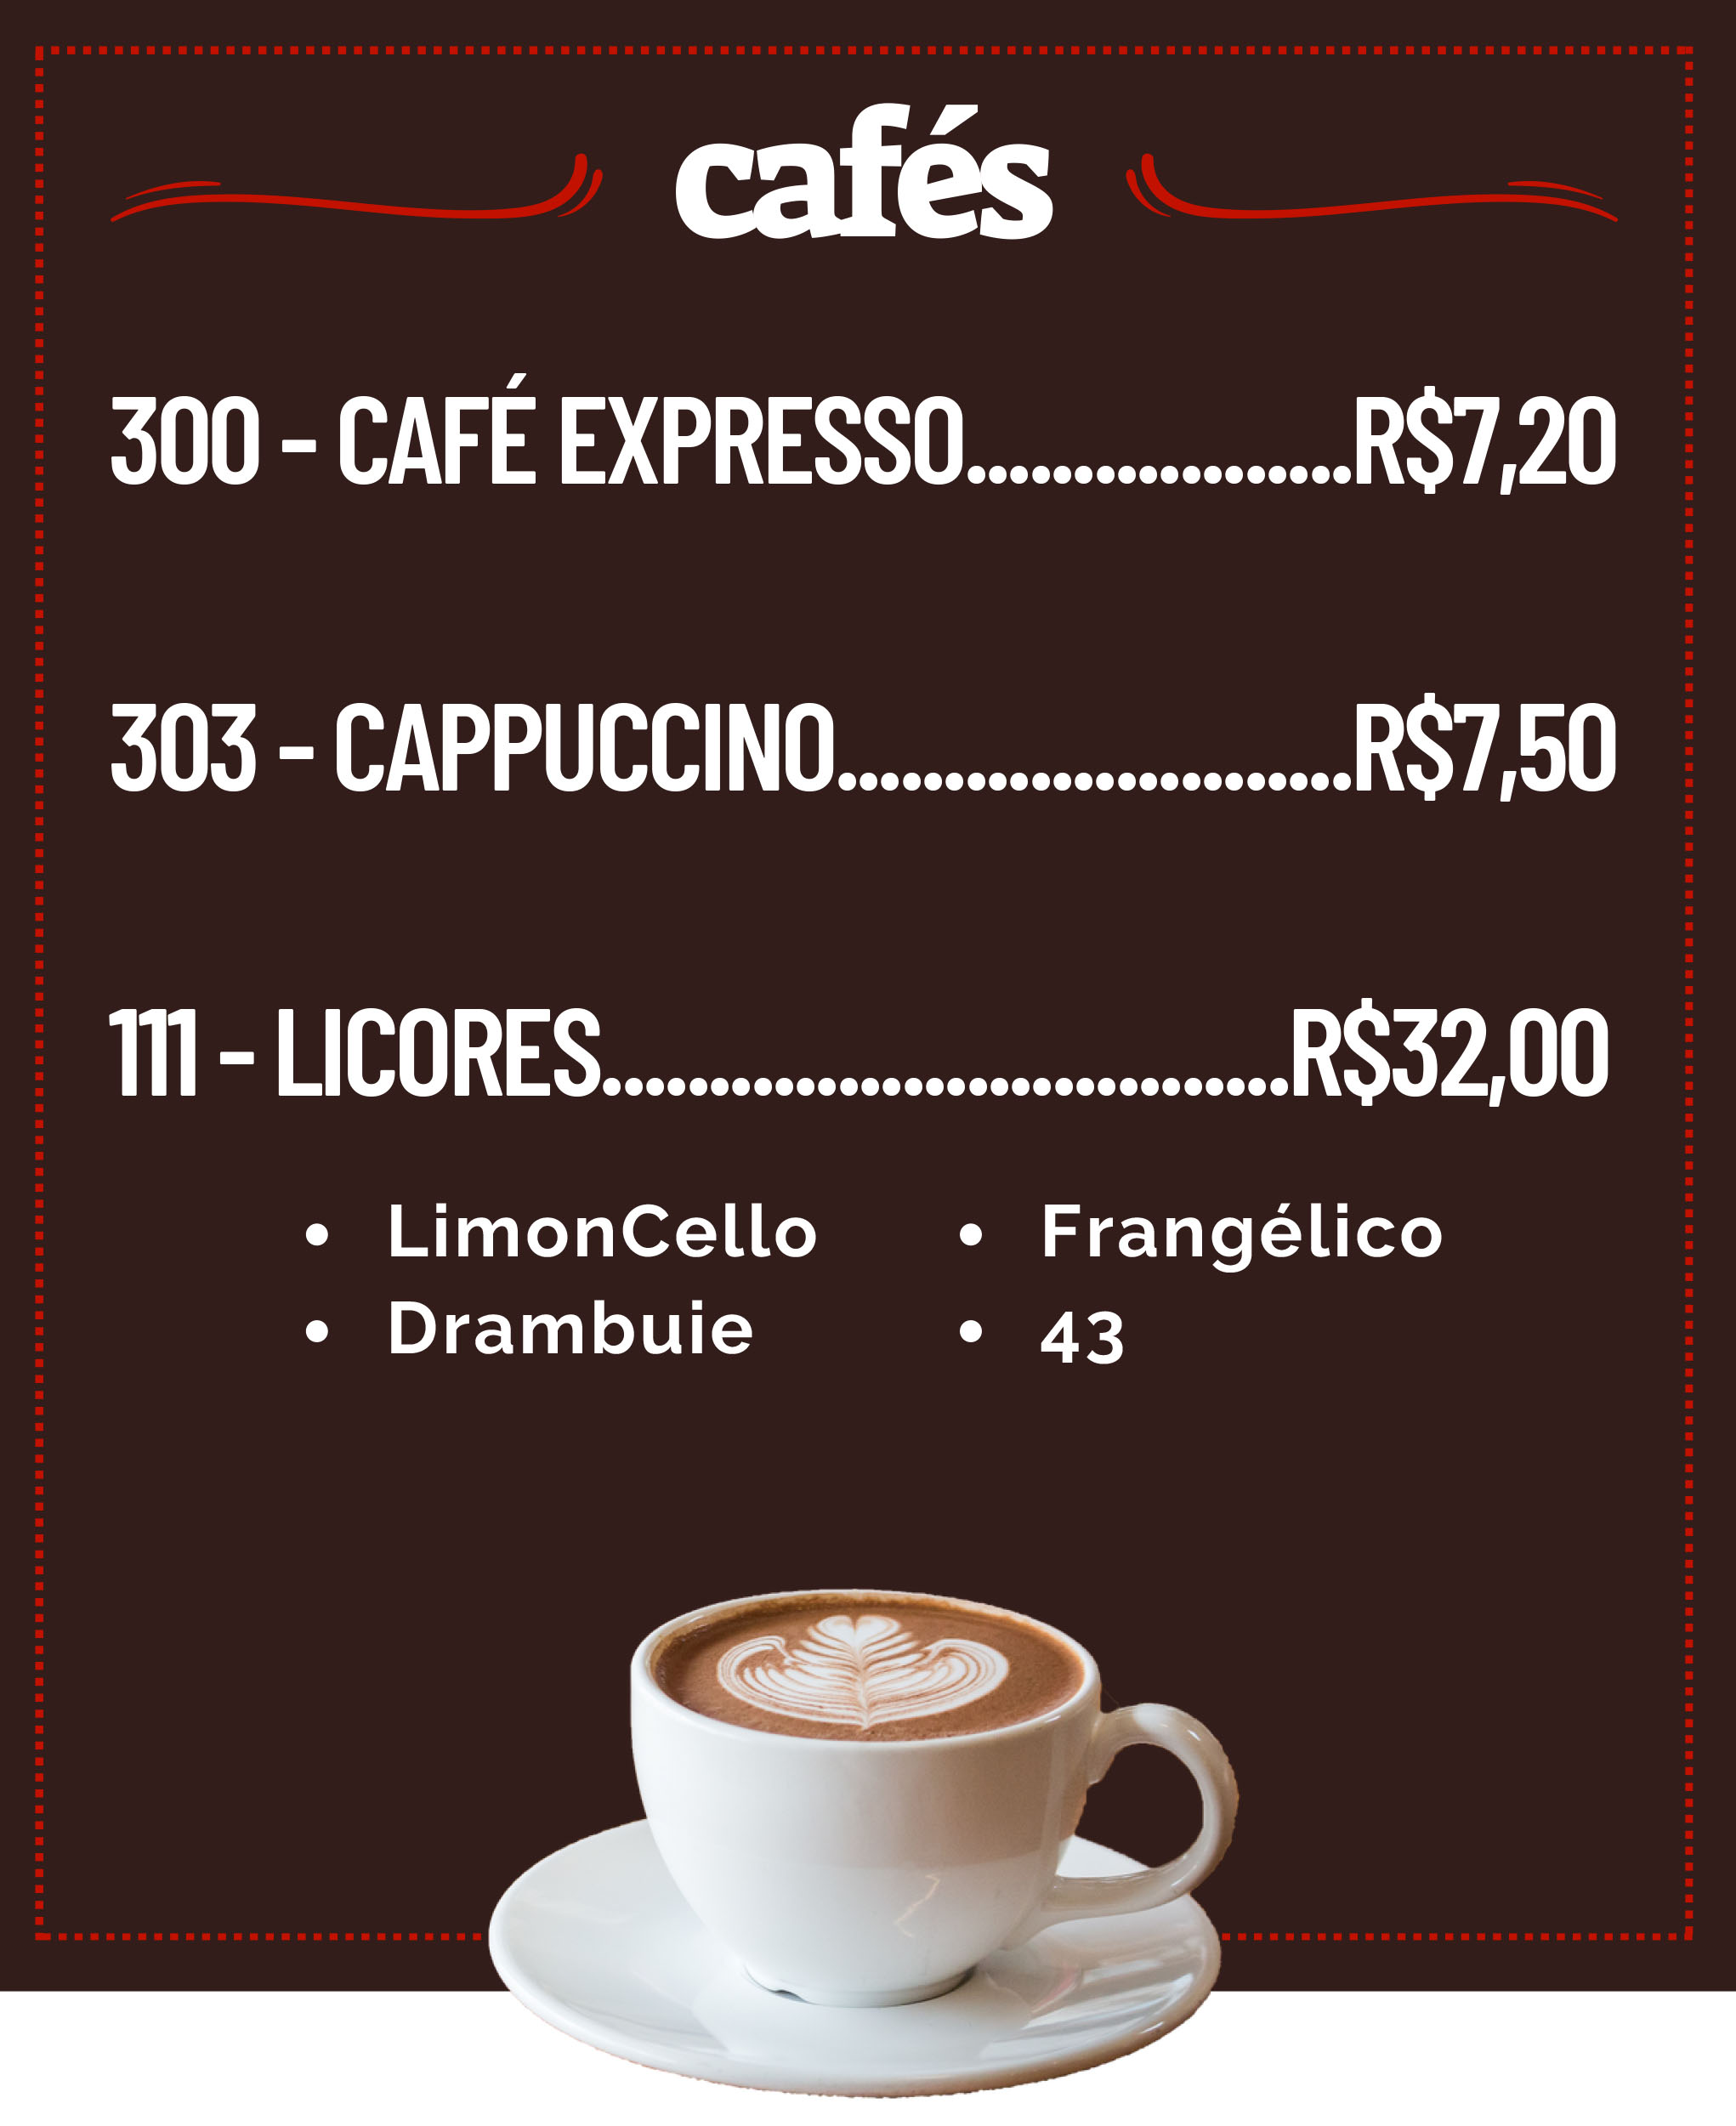 cafés
300 - CAFÉ EXPRESSO..................R$7,20
303 - CAPPUCCINO........................R$7,50
111 - LICORES................................R$32,00
• LimonCello • Frangélico
• Drambuie • 43